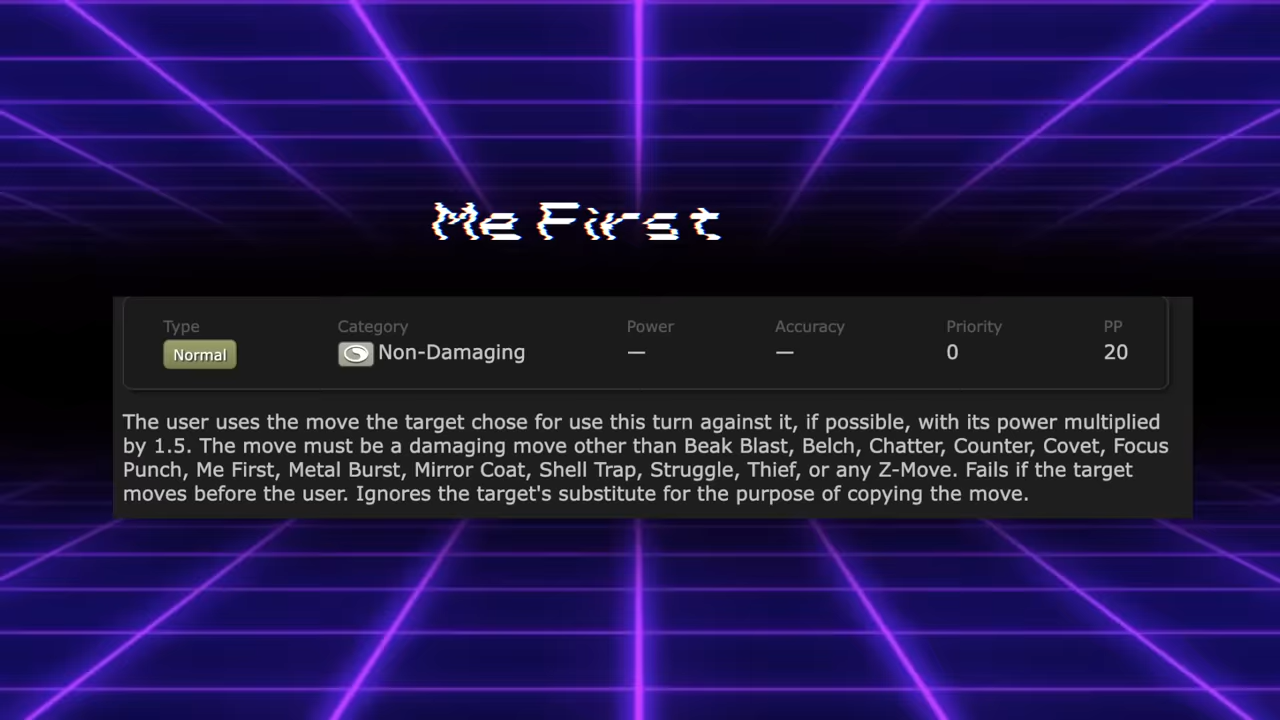 Me First
Type Category Power Accuracy Priority PP
Normal Non-Damaging — — 0 20
The user uses the move the target chose for use this turn against it, if possible, with its power multiplied
by 1.5. The move must be a damaging move other than Beak Blast, Belch, Chatter, Counter, Covet, Focus
Punch, Me First, Metal Burst, Mirror Coat, Shell Trap, Struggle, Thief, or any Z-Move. Fails if the target
moves before the user. Ignores the target's substitute for the purpose of copying the move.